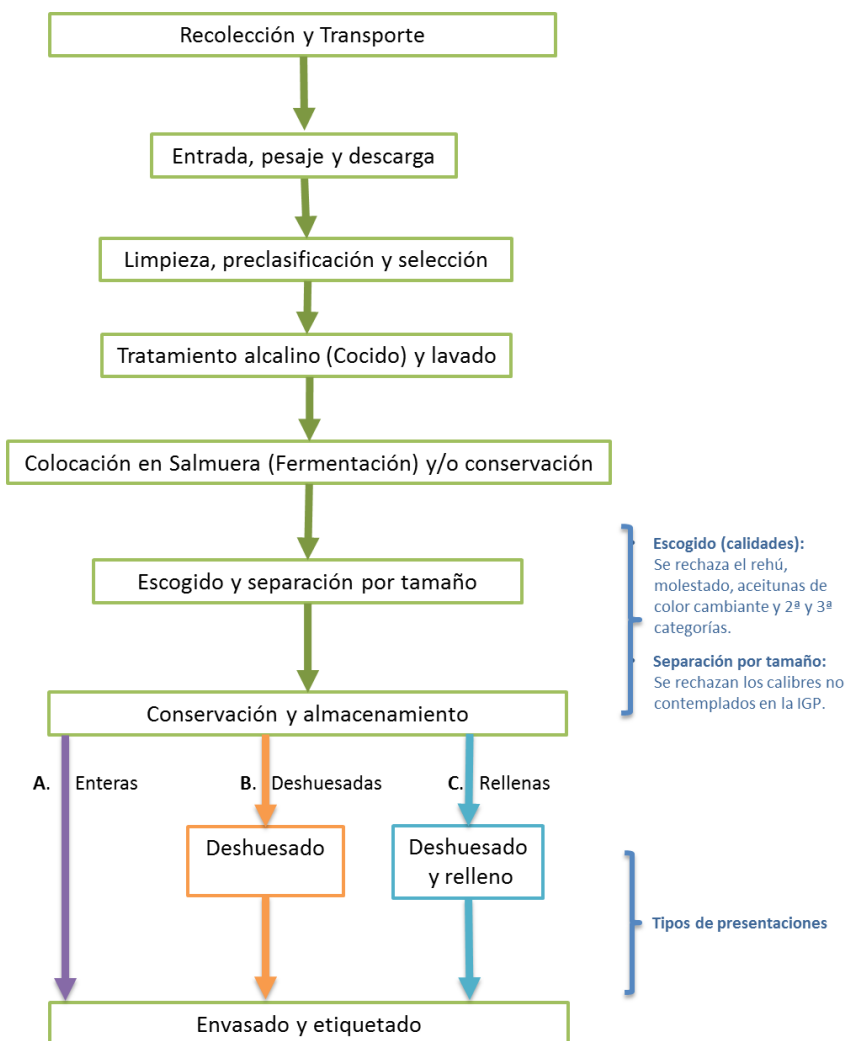 Recolección y Transporte
Entrada, pesaje y descarga
Limpieza, preclasificación y selección
Tratamiento alcalino (Cocido) y lavado
Colocación en Salmuera (Fermentación) y/o conservación
Escogido y separación por tamaño
Escogido (calidades):
Se rechaza el rehú,
molestado, aceitunas de
color cambiante y 2ª y 3ª
categorías.
Separación por tamaño:
Se rechazan los calibres no
contemplados en la IGP.
Conservación y almacenamiento
A. Enteras
B. Deshuesadas
C. Rellenas
Deshuesado
Deshuesado
y relleno
Tipos de presentaciones
Envasado y etiquetado